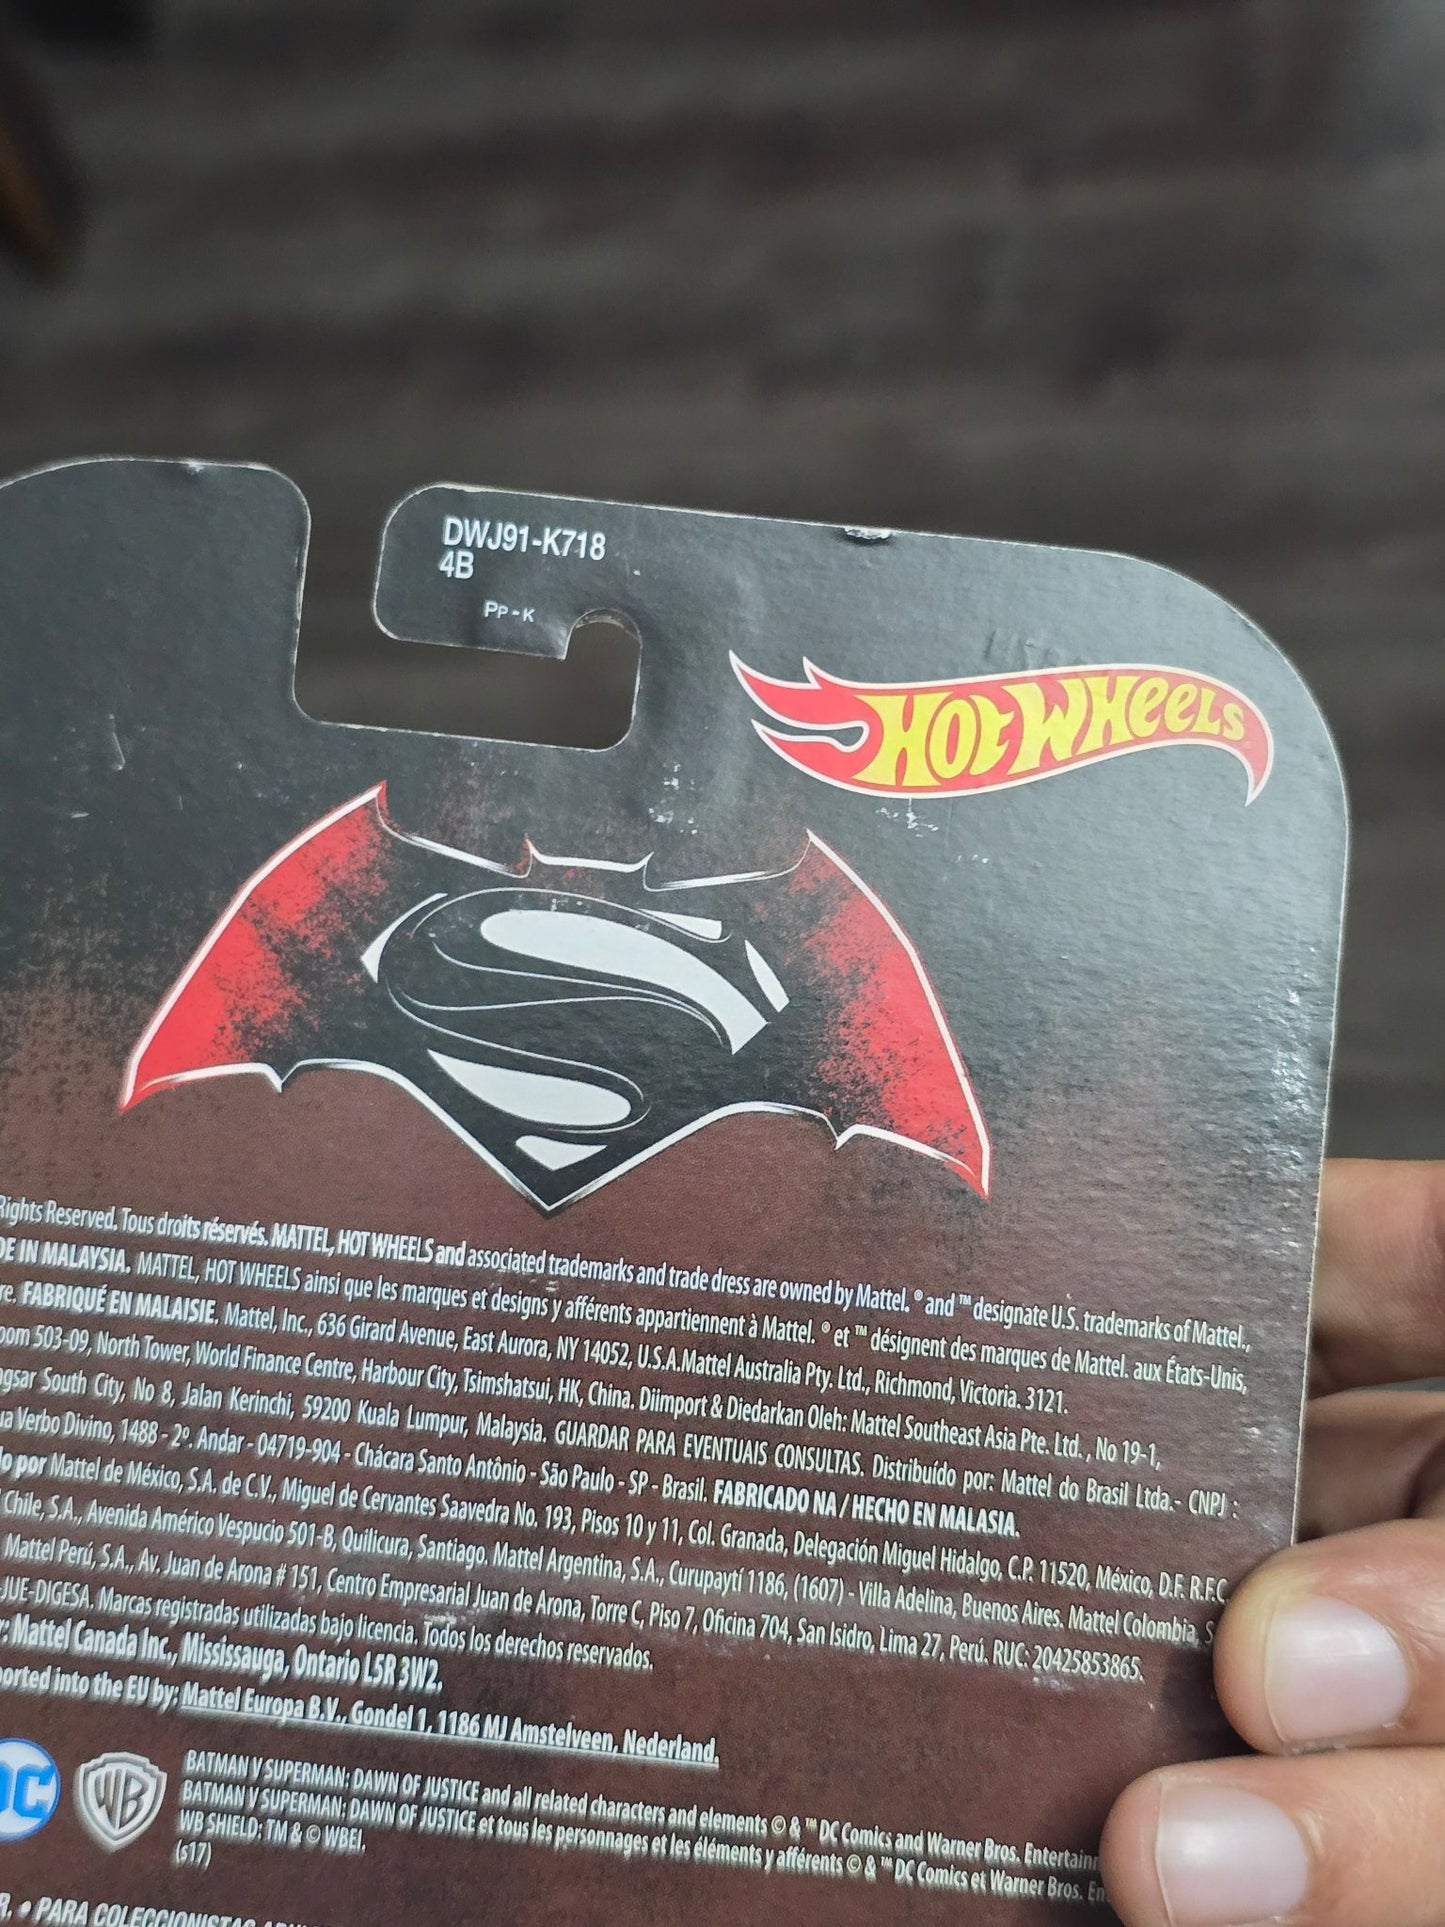 DWJ91-K718
4B
PP-K
HOT WHEELS
Rights Reserved. Tous droits réservés. MATTEL, HOT WHEELS and associated trademarks and trade dress are owned by Mattel. ® and ™ designate U.S. trademarks of Mattel.,
DE IN MALAYSIA. MATTEL, HOT WHEELS ainsi que les marques et designs y afférents appartiennent à Mattel. ® et ™ désignent des marques de Mattel. aux États-Unis,
re. FABRIQUÉ EN MALAISIE. Mattel, Inc., 636 Girard Avenue, East Aurora, NY 14052, U.S.A.Mattel Australia Pty. Ltd., Richmond, Victoria. 3121.
oom 503-09, North Tower, World Finance Centre, Harbour City, Tsimshatsui, HK, China. Diimport & Diedarkan Oleh: Mattel Southeast Asia Pte. Ltd. , No 19-1,
ngsar South City, No 8, Jalan Kerinchi, 59200 Kuala Lumpur, Malaysia. GUARDAR PARA EVENTUAIS CONSULTAS. Distribuído por: Mattel do Brasil Ltda.- CNPJ :
ua Verbo Divino, 1488 - 2º. Andar - 04719-904 - Chácara Santo Antônio - São Paulo - SP - Brasil. FABRICADO NA / HECHO EN MALASIA.
do por Mattel de México, S.A. de C.V., Miguel de Cervantes Saavedra No. 193, Pisos 10 y 11, Col. Granada, Delegación Miguel Hidalgo, C.P. 11520, México, D.F. R.F.C.
Chile, S.A., Avenida Américo Vespucio 501-B, Quilicura, Santiago. Mattel Argentina, S.A., Curupaytí 1186, (1607) - Villa Adelina, Buenos Aires. Mattel Colombia, S
Mattel Perú, S.A., Av. Juan de Arona # 151, Centro Empresarial Juan de Arona, Torre C, Piso 7, Oficina 704, San Isidro, Lima 27, Perú. RUC: 20425853865.
-JUE-DIGESA. Marcas registradas utilizadas bajo licencia. Todos los derechos reservados.
r: Mattel Canada Inc., Mississauga, Ontario L5R 3W2.
ported into the EU by: Mattel Europa B.V., Gondel 1, 1186 MJ Amstelveen, Nederland.
DC WB
BATMAN V SUPERMAN: DAWN OF JUSTICE and all related characters and elements © & ™ DC Comics and Warner Bros. Entertainm
BATMAN V SUPERMAN: DAWN OF JUSTICE et tous les personnages et les éléments y afférents © & ™ DC Comics et Warner Bros. En
WB SHIELD: TM & © WBEI.
(s17)
R. • PARA COLECCIONISTAS